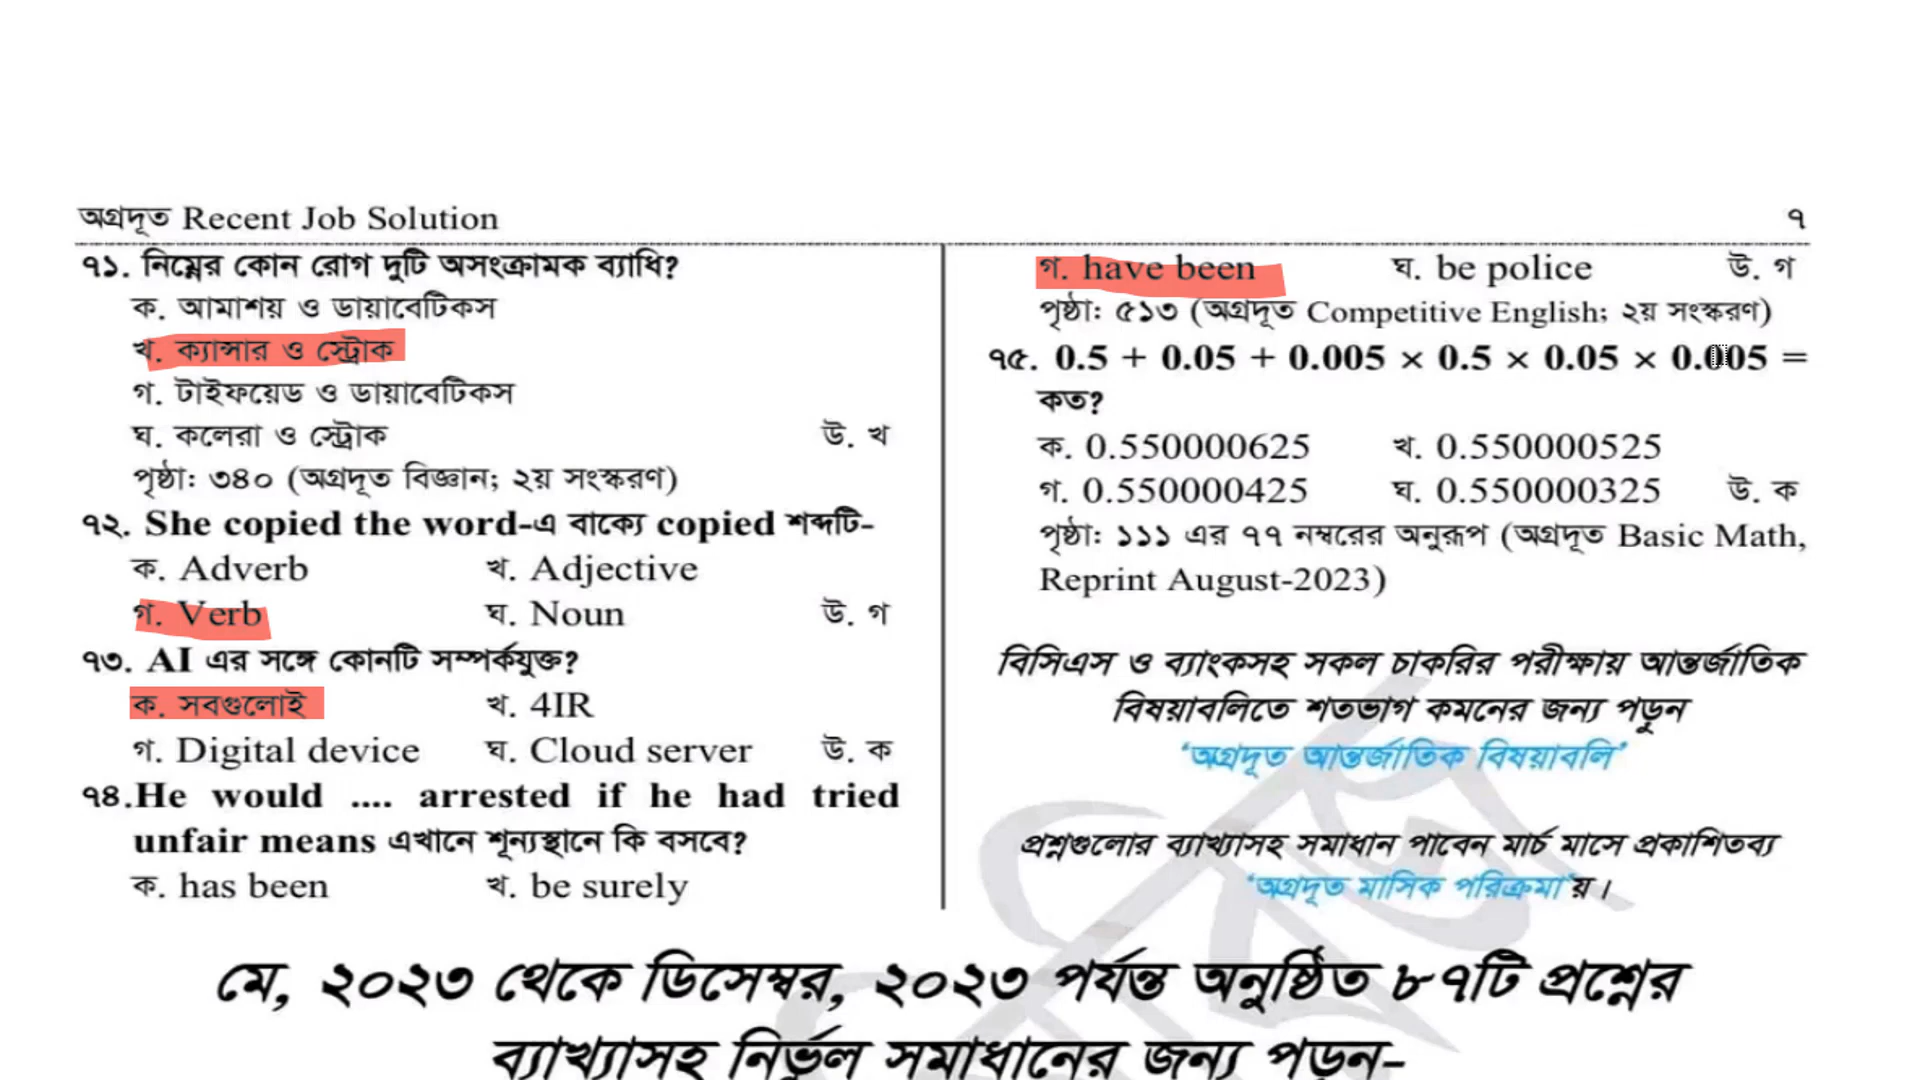 অগ্রদূত Recent Job Solution
৭
৭১. নিম্নের কোন রোগ দুটি অসংক্রামক ব্যাধি?
ক. আমাশয় ও ডায়াবেটিকস
খ. ক্যান্সার ও স্ট্রোক
গ. টাইফয়েড ও ডায়াবেটিকস
ঘ. কলেরা ও স্ট্রোক উ. খ
পৃষ্ঠা: ৩৪০ (অগ্রদূত বিজ্ঞান; ২য় সংস্করণ)
৭২. She copied the word-এ বাক্যে copied শব্দটি-
ক. Adverb খ. Adjective
গ. Verb ঘ. Noun উ. গ
৭৩. AI এর সঙ্গে কোনটি সম্পর্কযুক্ত?
ক. সবগুলোই খ. 4IR
গ. Digital device ঘ. Cloud server উ. ক
৭৪.He would .... arrested if he had tried
unfair means এখানে শূন্যস্থানে কি বসবে?
ক. has been খ. be surely
গ. have been ঘ. be police উ. গ
পৃষ্ঠা: ৫১৩ (অগ্রদূত Competitive English; ২য় সংস্করণ)
৭৫. 0.5 + 0.05 + 0.005 × 0.5 × 0.05 × 0.005 =
কত?
ক. 0.550000625 খ. 0.550000525
গ. 0.550000425 ঘ. 0.550000325 উ. ক
পৃষ্ঠা: ১১১ এর ৭৭ নম্বরের অনুরূপ (অগ্রদূত Basic Math,
Reprint August-2023)
বিসিএস ও ব্যাংকসহ সকল চাকরির পরীক্ষায় আন্তর্জাতিক
বিষয়াবলিতে শতভাগ কমনের জন্য পড়ুন
‘অগ্রদূত আন্তর্জাতিক বিষয়াবলি’
প্রশ্নগুলোর ব্যাখ্যাসহ সমাধান পাবেন মার্চ মাসে প্রকাশিতব্য
‘অগ্রদূত মাসিক পরিক্রমা’য়।
মে, ২০২৩ থেকে ডিসেম্বর, ২০২৩ পর্যন্ত অনুষ্ঠিত ৮৭টি প্রশ্নের
ব্যাখ্যাসহ নির্ভুল সমাধানের জন্য পড়ুন-